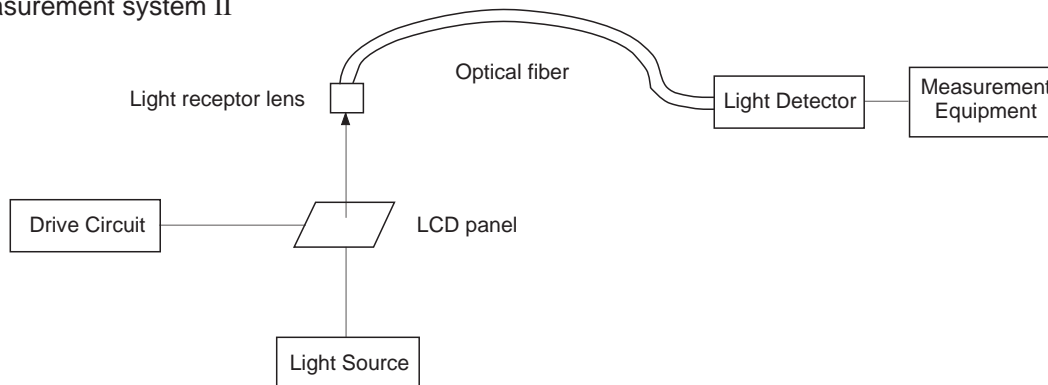 asurement system II
Optical fiber
Light receptor lens
Light Detector
Measurement
Equipment
Drive Circuit
LCD panel
Light Source